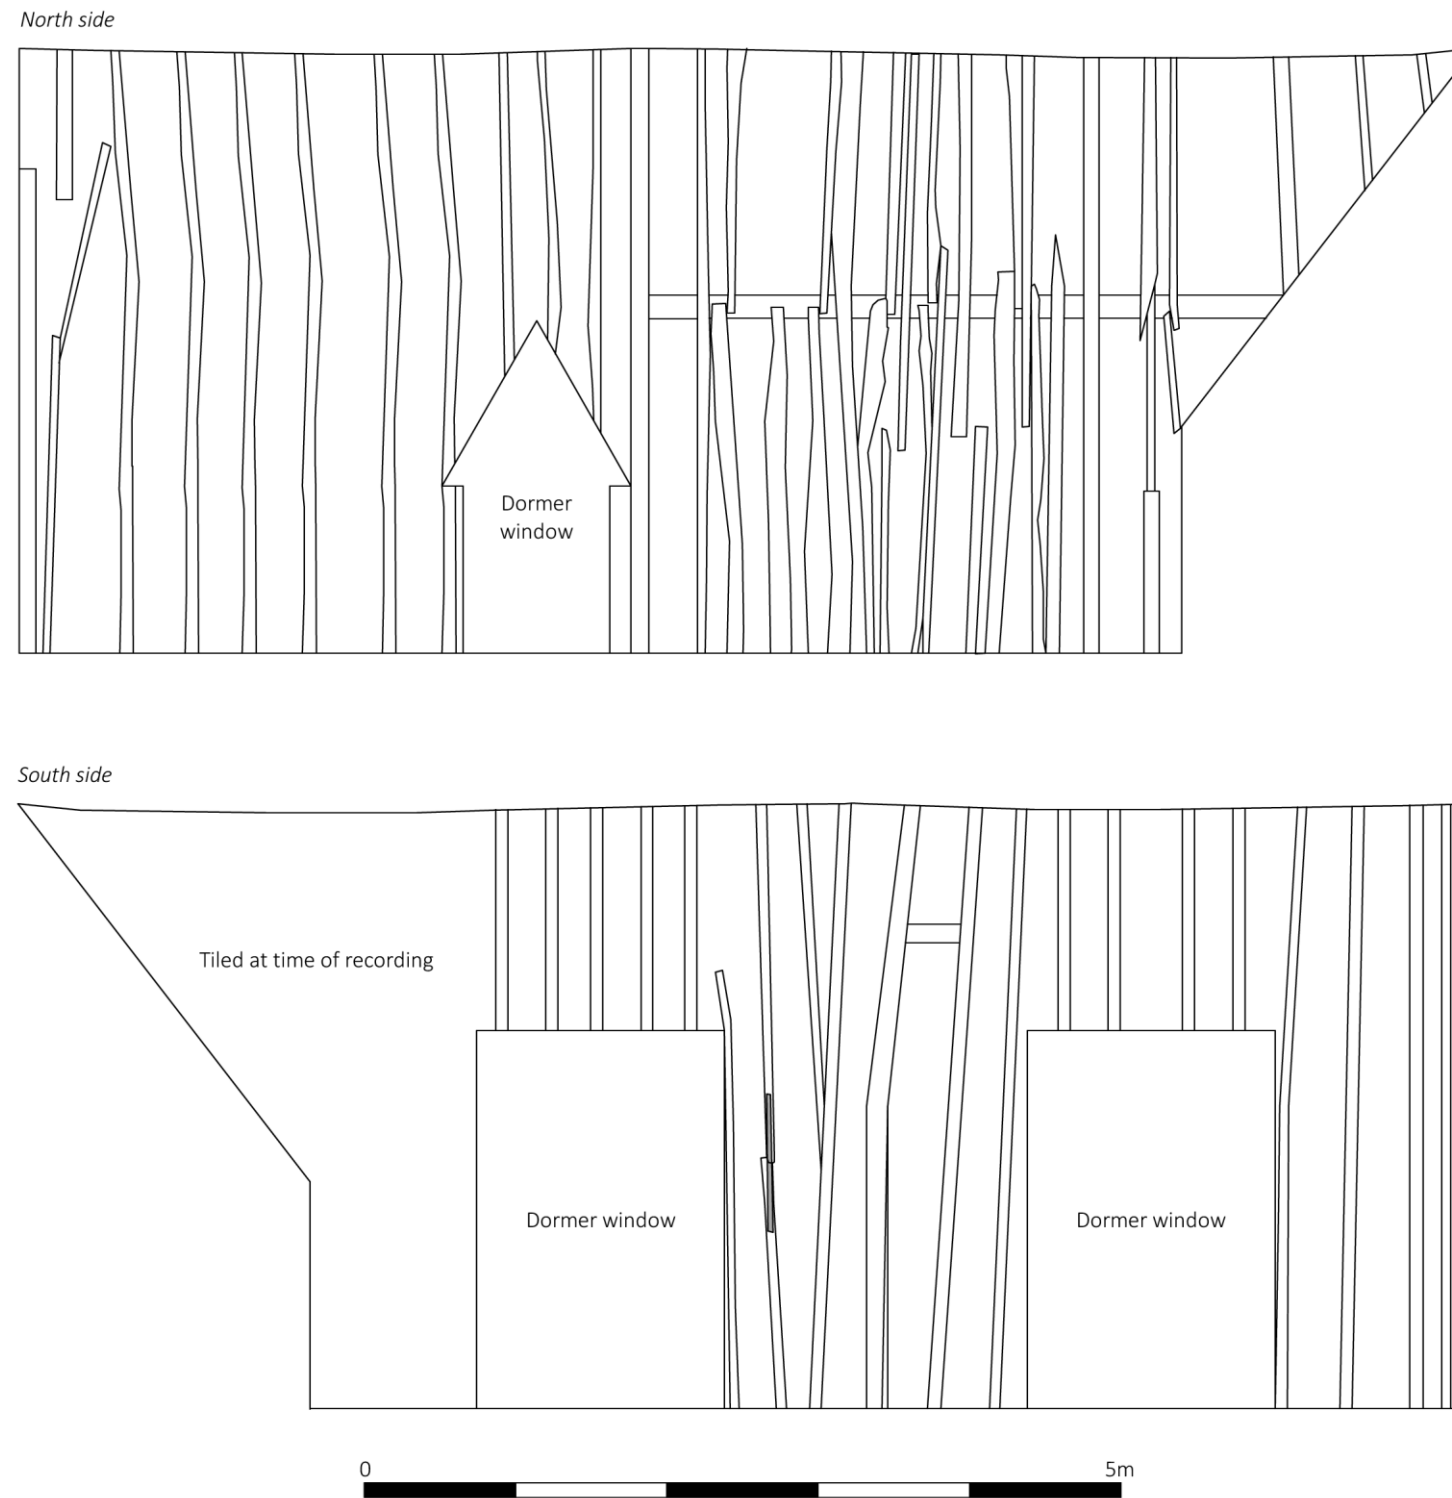 North side
Dormer
window
South side
Tiled at time of recording
Dormer window
Dormer window
0
5m